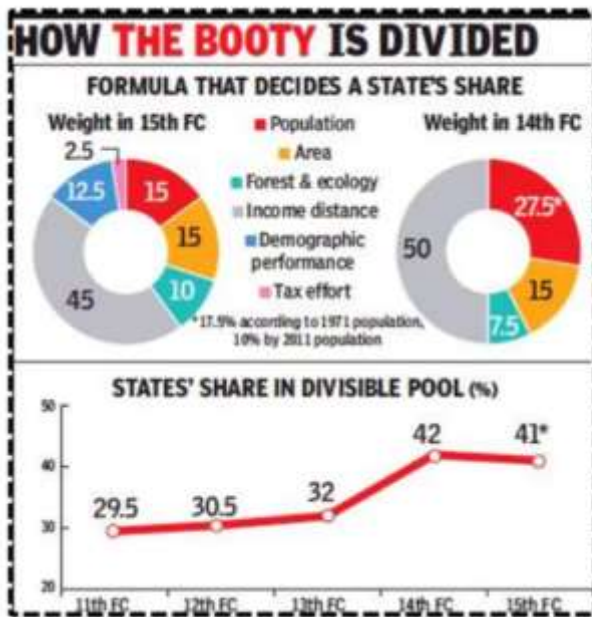 HOW THE BOOTY IS DIVIDED
FORMULA THAT DECIDES A STATE'S SHARE
Weight in 15th FC
2.5
12.5
15
15
10
45
Population
Area
Forest & ecology
Income distance
Demographic
performance
Tax effort
*17.5% according to 1971 population,
10% by 2011 population
Weight in 14th FC
27.5*
50
15
7.5
STATES' SHARE IN DIVISIBLE POOL (%)
50
40
30
20
29.5
30.5
32
42
41*
11th FC
12th FC
13th FC
14th FC
15th FC